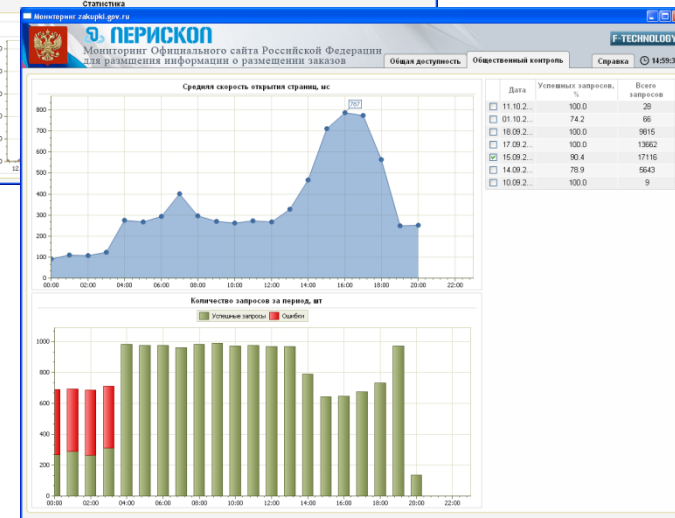 Статистика
Мониторинг zakupki.gov.ru
ПЕРИСКОП
Мониторинг Официального сайта Российской Федерации
для размшения информации о размещении заказов
F-TECHNOLOGY
Общая доступность
Общественный контроль
Справка
14:59:3
Средняя скорость открытия страниц, мс
787
800
700
600
500
400
300
200
100
0
00:00 02:00 04:00 06:00 08:00 10:00 12:00 14:00 16:00 18:00 20:00 22:00
Дата Успешных запросов, % Всего запросов
11.10.2... 100.0 28
01.10.2... 74.2 66
18.09.2... 100.0 9815
17.09.2... 100.0 13662
15.09.2... 90.4 17116
14.09.2... 78.9 5643
10.09.2... 100.0 9
Количество запросов за период, шт
Успешные запросы Ошибки
1000
800
600
400
200
0
00:00 02:00 04:00 06:00 08:00 10:00 12:00 14:00 16:00 18:00 20:00 22:00